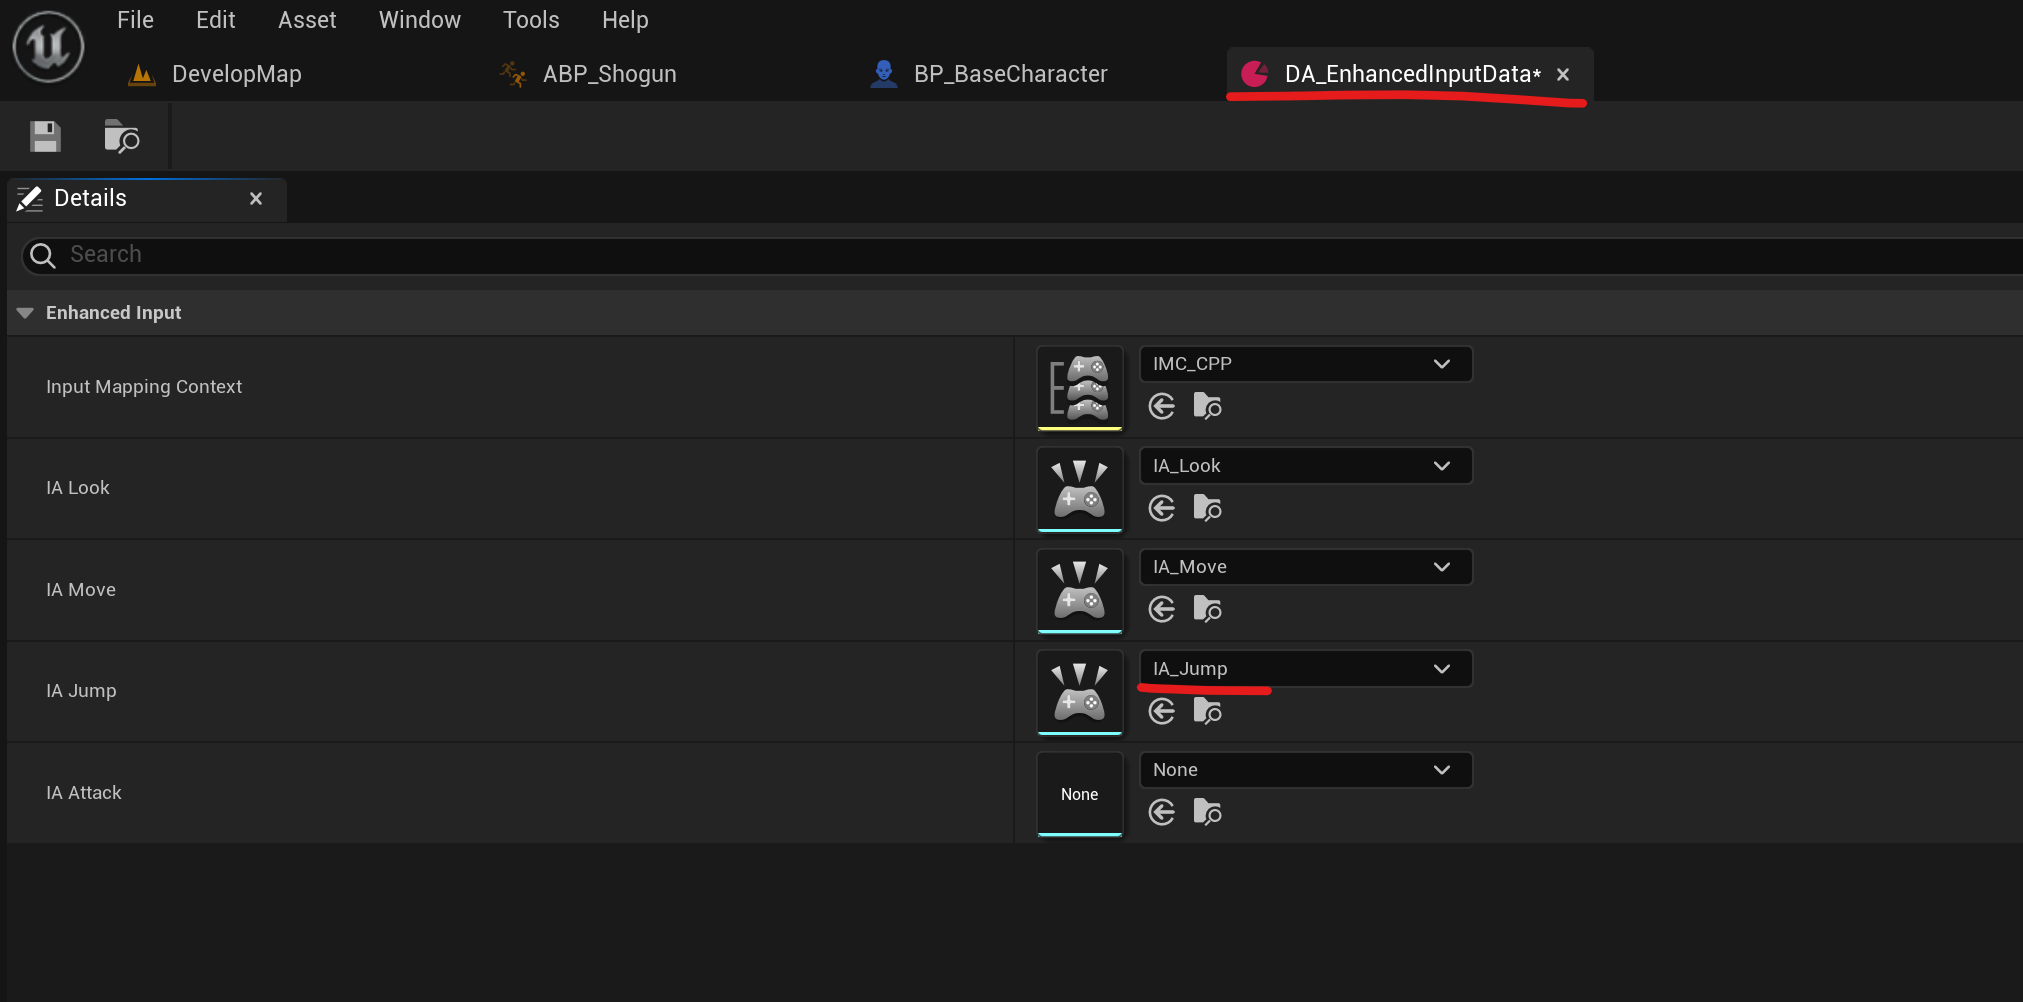 File Edit Asset Window Tools Help
DevelopMap ABP_Shogun BP_BaseCharacter DA_EnhancedInputData*
Details
Search
Enhanced Input
Input Mapping Context IMC_CPP
IA Look IA_Look
IA Move IA_Move
IA Jump IA_Jump
IA Attack None None